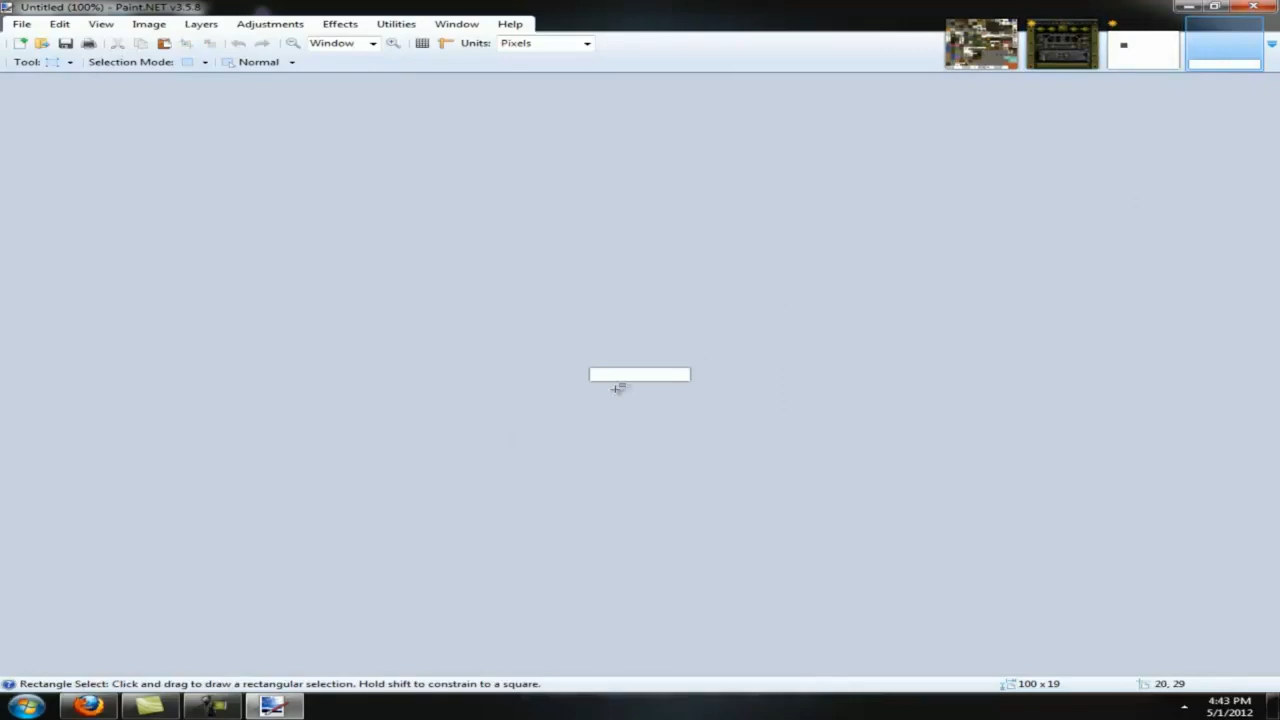 Untitled (100%) - Paint.NET v3.5.8
File Edit View Image Layers Adjustments Effects Utilities Window Help
Window Units: Pixels
Tool: Selection Mode: Normal
Rectangle Select: Click and drag to draw a rectangular selection. Hold shift to constrain to a square. 100 x 19 20, 29
4:43 PM
5/1/2012